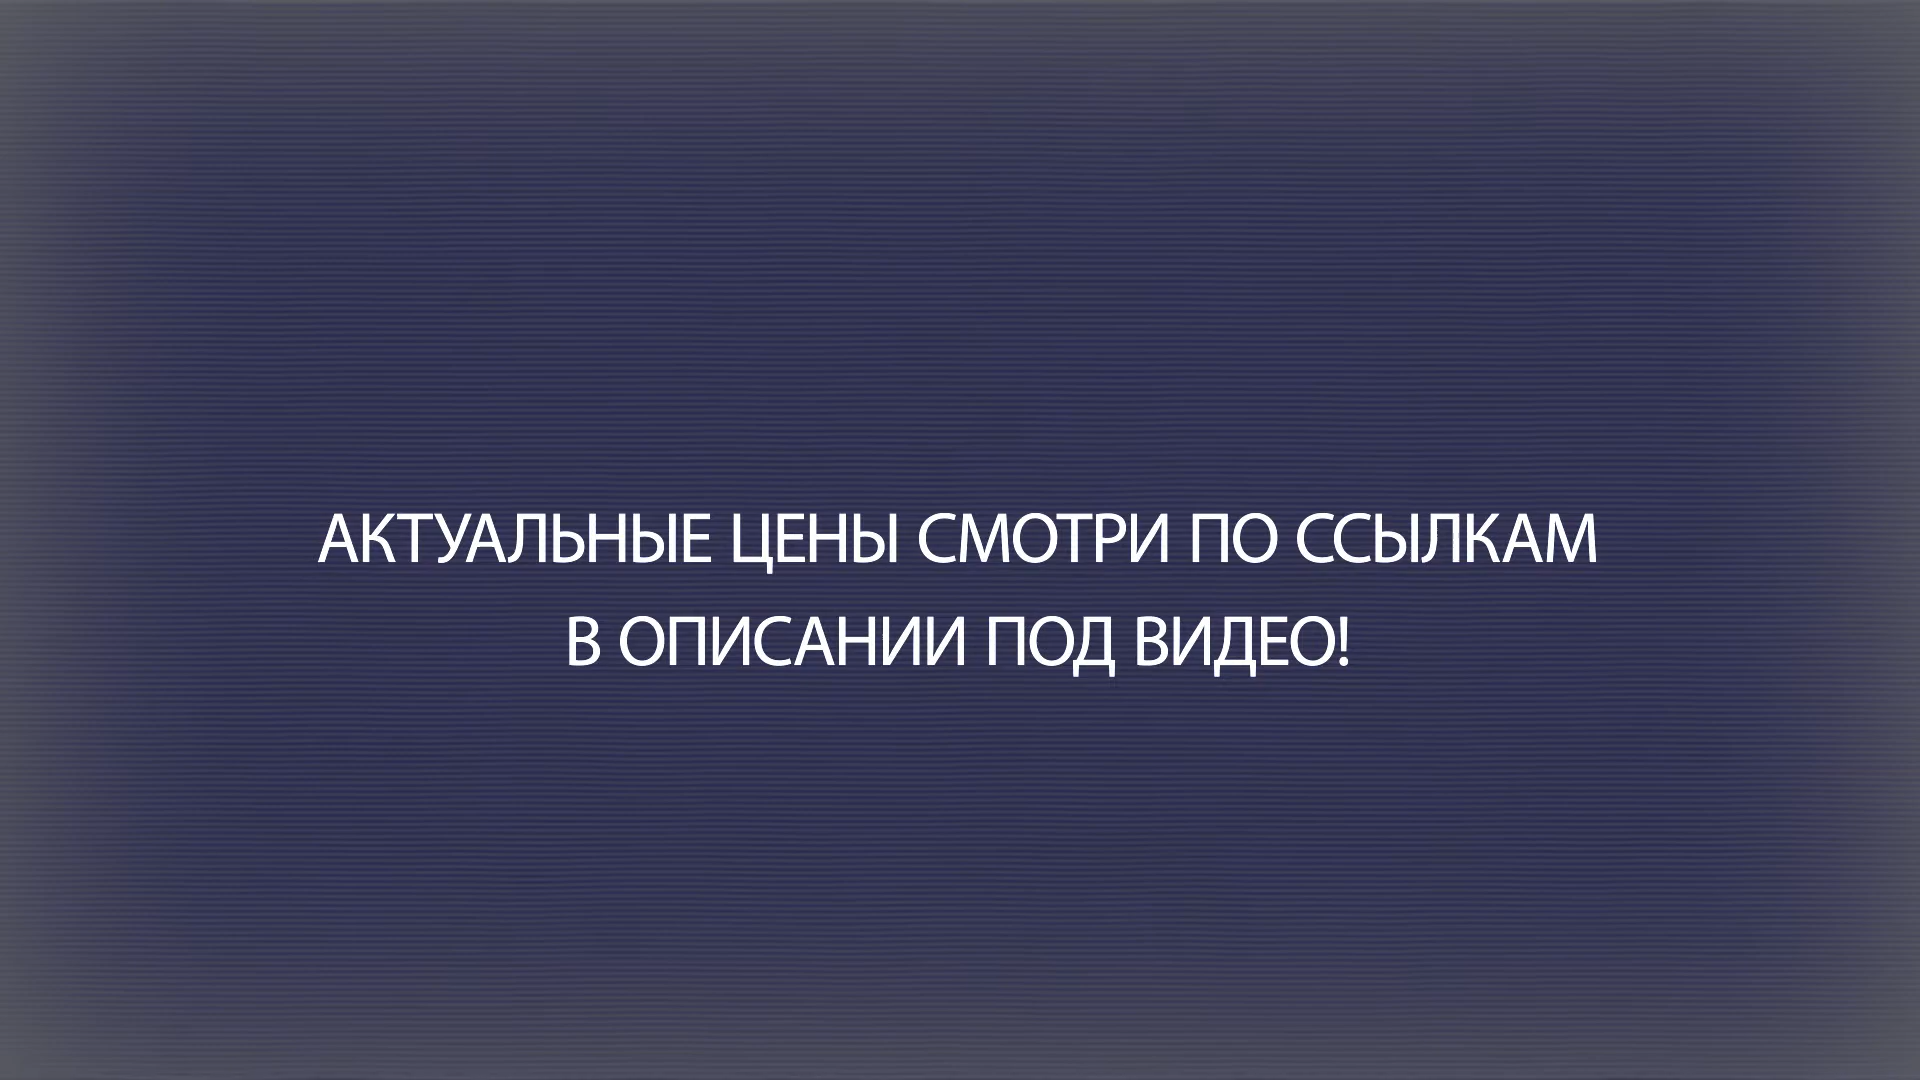 АКТУАЛЬНЫЕ ЦЕНЫ СМОТРИ ПО ССЫЛКАМ
В ОПИСАНИИ ПОД ВИДЕО!